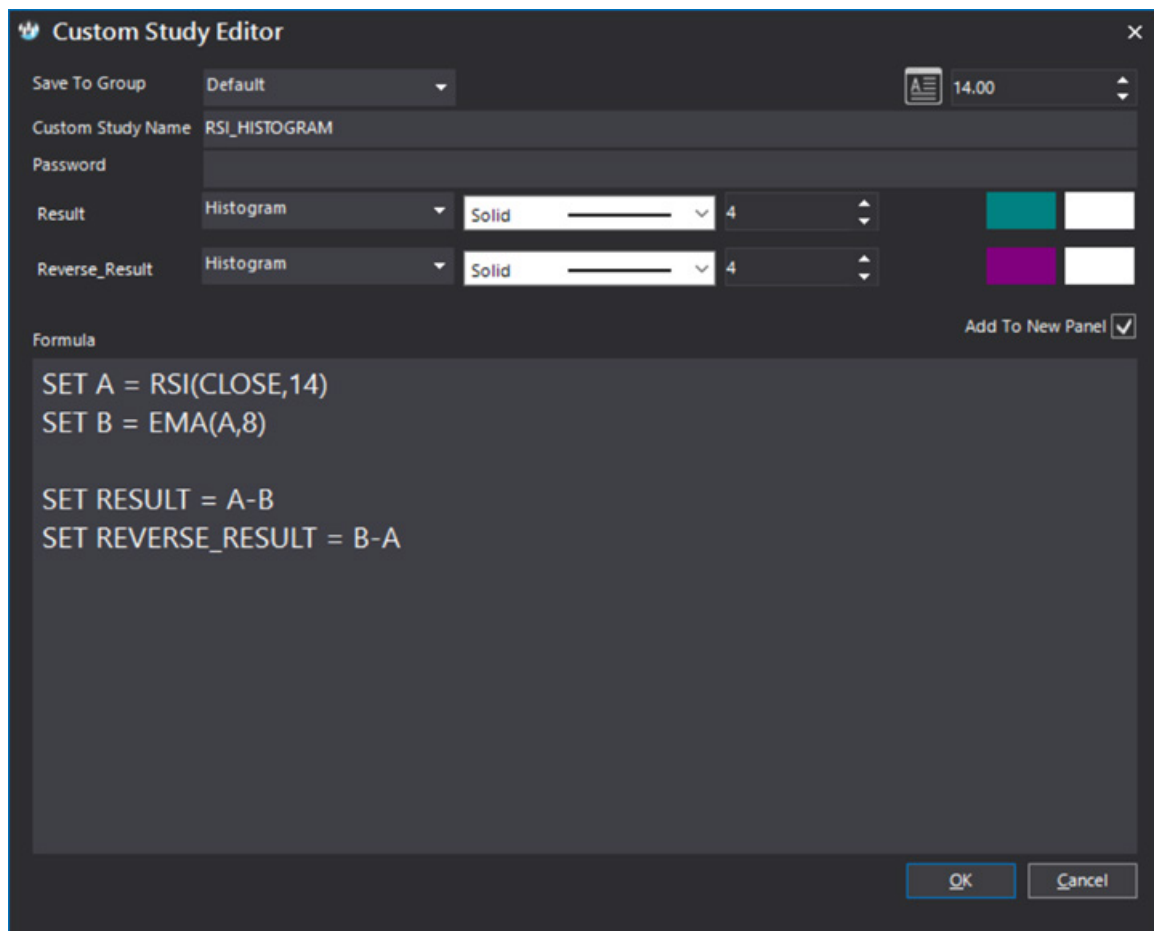 Custom Study Editor
Save To Group Default 14.00
Custom Study Name RSI_HISTOGRAM
Password
Result Histogram Solid 4
Reverse_Result Histogram Solid 4
Add To New Panel
Formula
SET A = RSI(CLOSE,14)
SET B = EMA(A,8)
SET RESULT = A-B
SET REVERSE_RESULT = B-A
OK Cancel